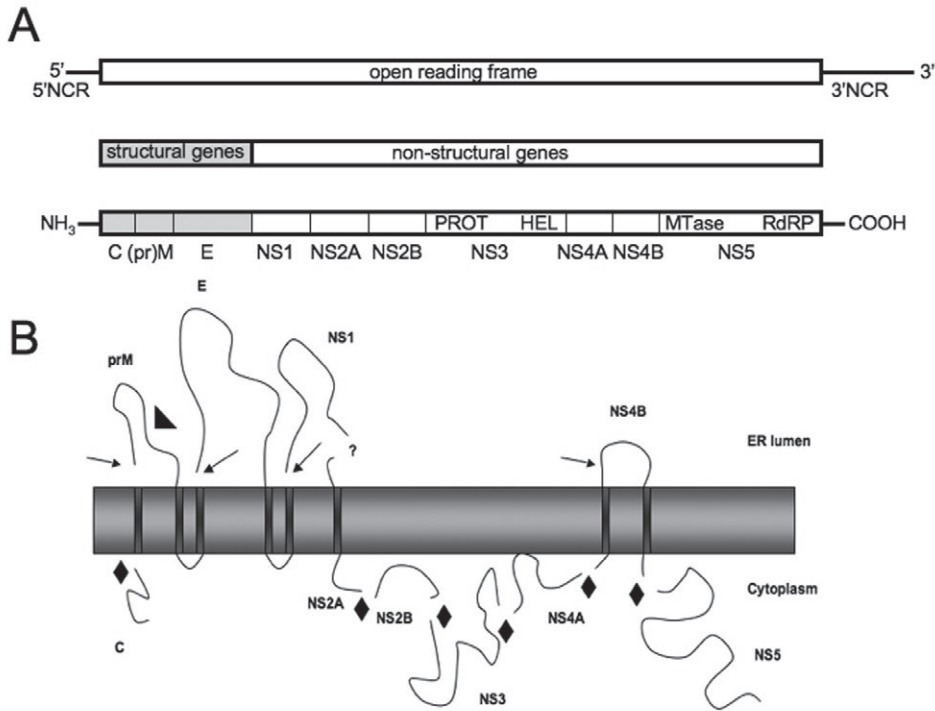 A
5' open reading frame 3'
5'NCR 3'NCR
structural genes non-structural genes
NH3 PROT HEL MTase RdRP COOH
C (pr)M E NS1 NS2A NS2B NS3 NS4A NS4B NS5
B
E
NS1
prM
NS4B
ER lumen
?
Cytoplasm
NS2A NS2B NS4A
C
NS5
NS3